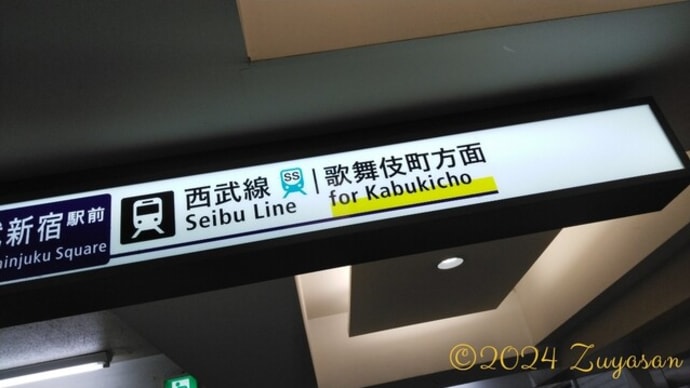 新宿駅前
Square
西武線 SS
Seibu Line
歌舞伎町方面
for Kabukicho
©2024 Zuyasan